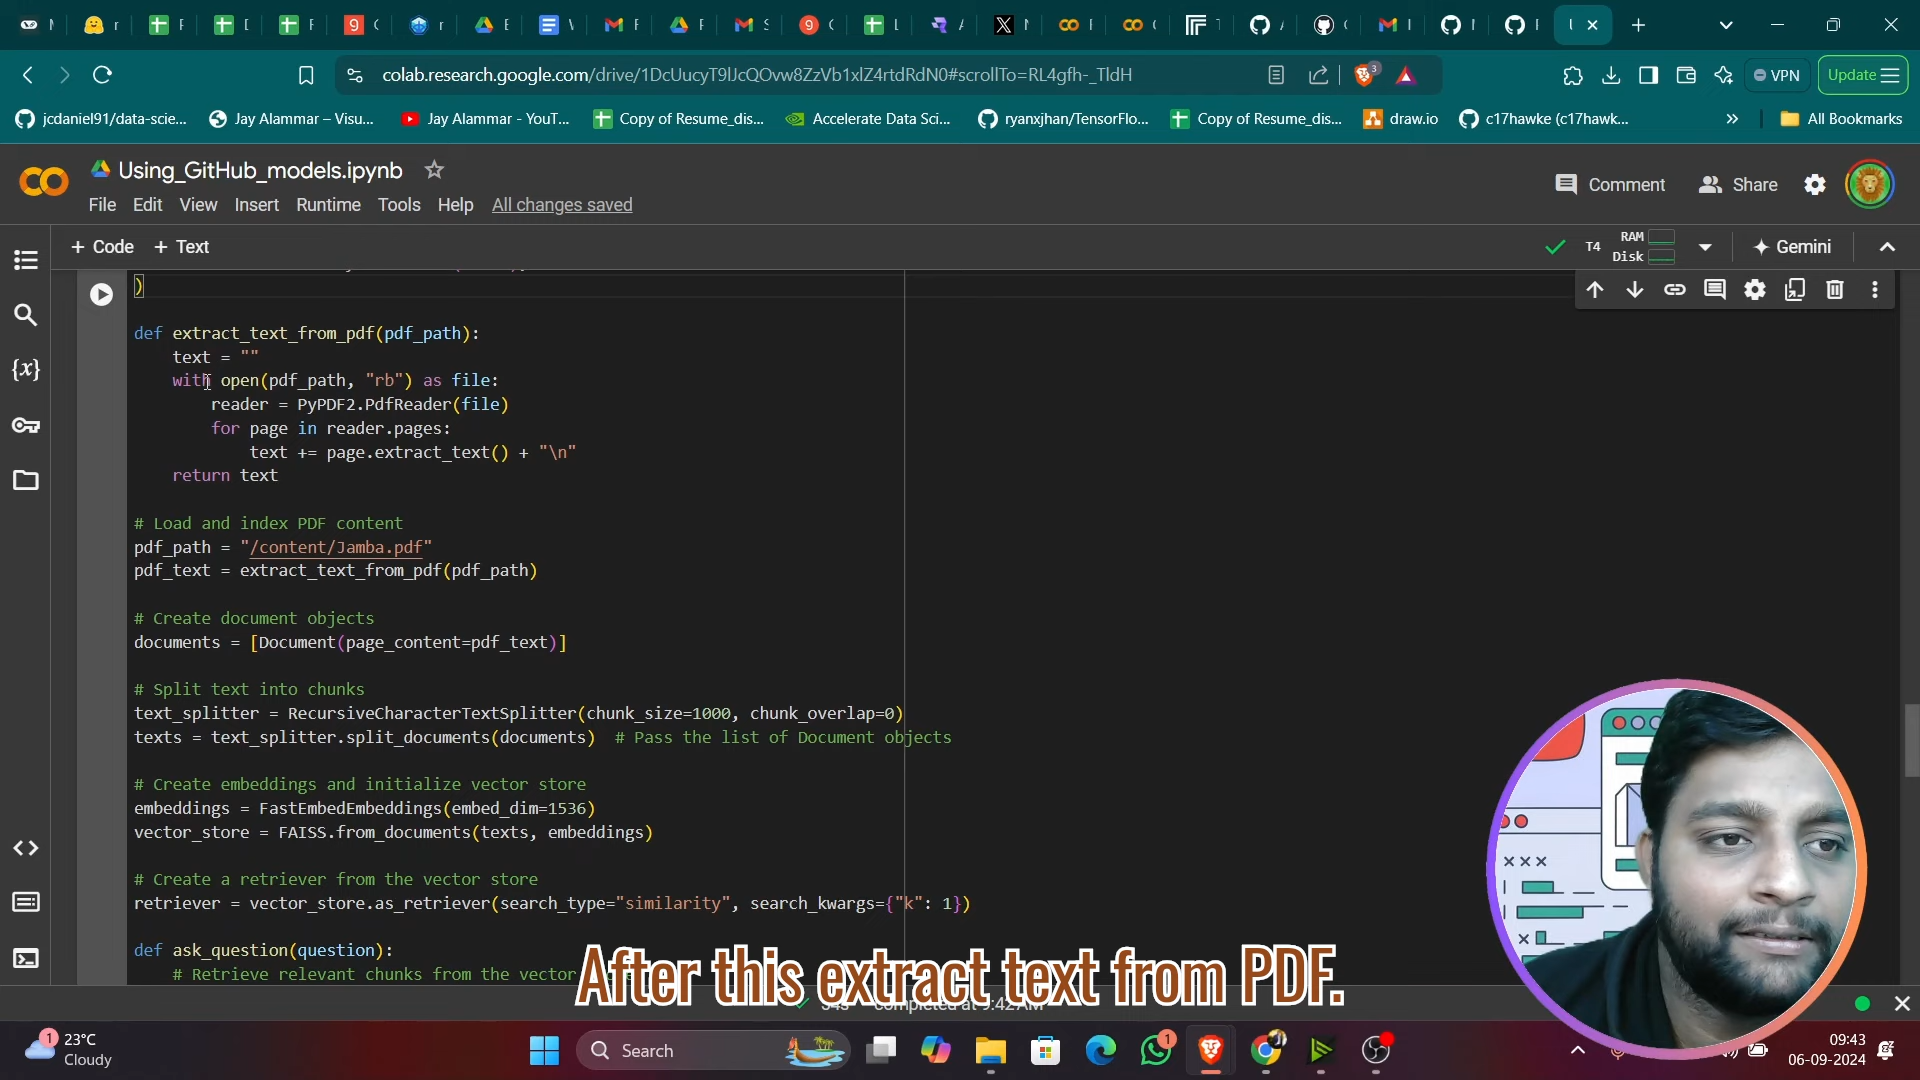 colab.research.google.com/drive/1DcUucyT9lJcQOvw8ZzVb1xlZ4rtdRdN0#scrollTo=RL4gfh-_TldH
3
VPN
Update
jcdaniel91/data-scie...
Jay Alammar – Visu...
Jay Alammar - YouT...
Copy of Resume_dis...
Accelerate Data Sci...
ryanxjhan/TensorFlo...
Copy of Resume_dis...
draw.io
c17hawke (c17hawk...
»
All Bookmarks
Using_GitHub_models.ipynb
Comment
Share
File Edit View Insert Runtime Tools Help All changes saved
+ Code + Text
T4
RAM
Disk
Gemini
)
def extract_text_from_pdf(pdf_path):
text = ""
with open(pdf_path, "rb") as file:
reader = PyPDF2.PdfReader(file)
for page in reader.pages:
text += page.extract_text() + "\n"
return text
# Load and index PDF content
pdf_path = "/content/Jamba.pdf"
pdf_text = extract_text_from_pdf(pdf_path)
# Create document objects
documents = [Document(page_content=pdf_text)]
# Split text into chunks
text_splitter = RecursiveCharacterTextSplitter(chunk_size=1000, chunk_overlap=0)
texts = text_splitter.split_documents(documents) # Pass the list of Document objects
# Create embeddings and initialize vector store
embeddings = FastEmbedEmbeddings(embed_dim=1536)
vector_store = FAISS.from_documents(texts, embeddings)
# Create a retriever from the vector store
retriever = vector_store.as_retriever(search_type="similarity", search_kwargs={"k": 1})
def ask_question(question):
# Retrieve relevant chunks from the vector
After this extract text from PDF.
completed at 9:42 AM
1
23°C
Cloudy
Search
1
09:43
06-09-2024